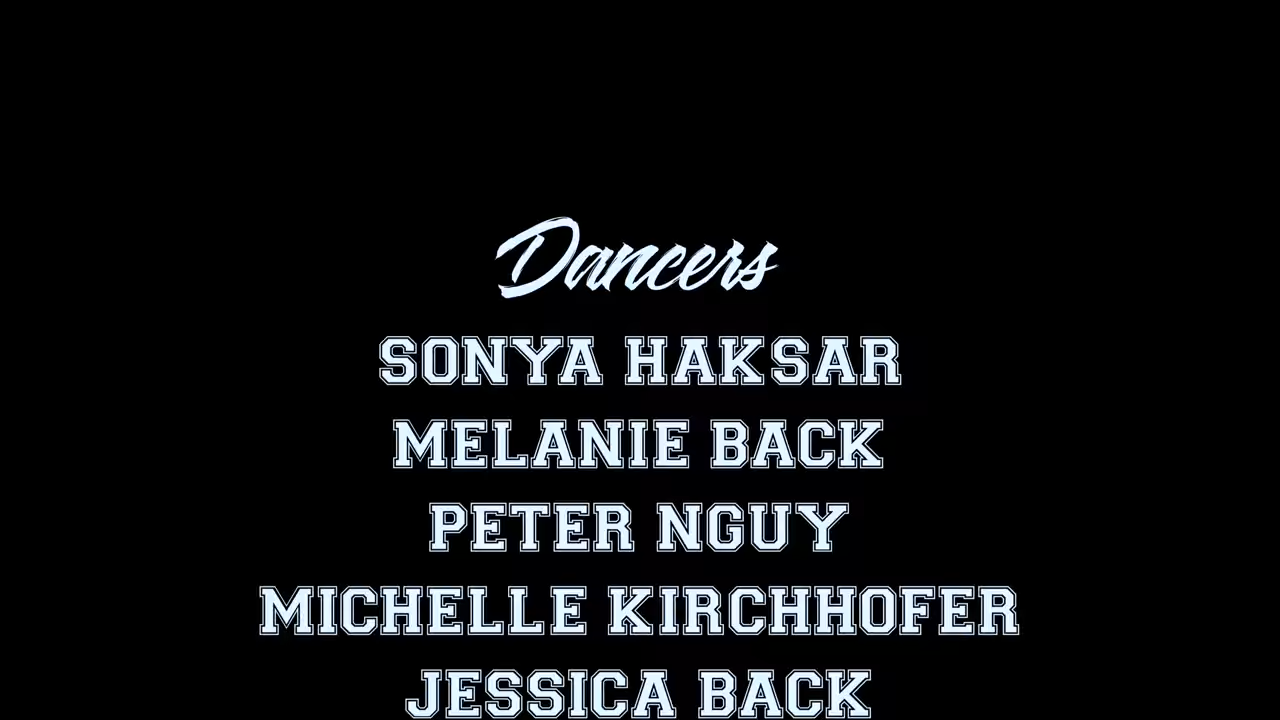 Dancers
SONYA HAKSAR
MELANIE BACK
PETER NGUY
MICHELLE KIRCHHOFER
JESSICA BACK